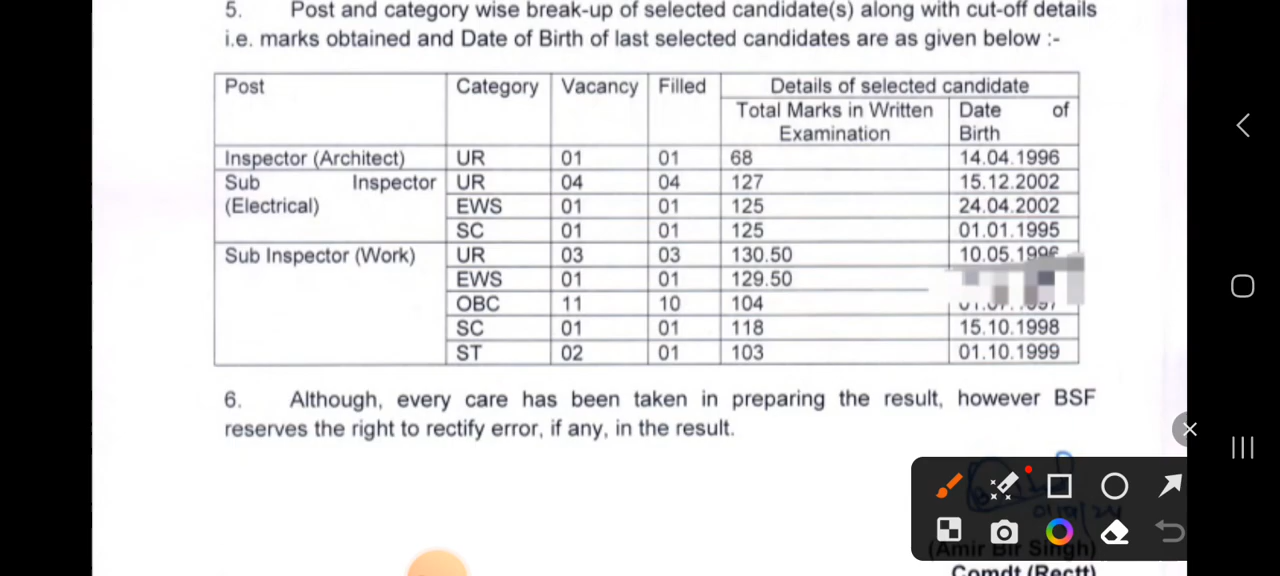 5. Post and category wise break-up of selected candidate(s) along with cut-off details
i.e. marks obtained and Date of Birth of last selected candidates are as given below :-
Post Category Vacancy Filled Details of selected candidate
Total Marks in Written Examination Date of Birth
Inspector (Architect) UR 01 01 68 14.04.1996
Sub Inspector (Electrical) UR 04 04 127 15.12.2002
EWS 01 01 125 24.04.2002
SC 01 01 125 01.01.1995
Sub Inspector (Work) UR 03 03 130.50 10.05.1996
EWS 01 01 129.50
OBC 11 10 104
SC 01 01 118 15.10.1998
ST 02 01 103 01.10.1999
6. Although, every care has been taken in preparing the result, however BSF
reserves the right to rectify error, if any, in the result.
(Amir Bir Singh)
Comdt (Rectt)